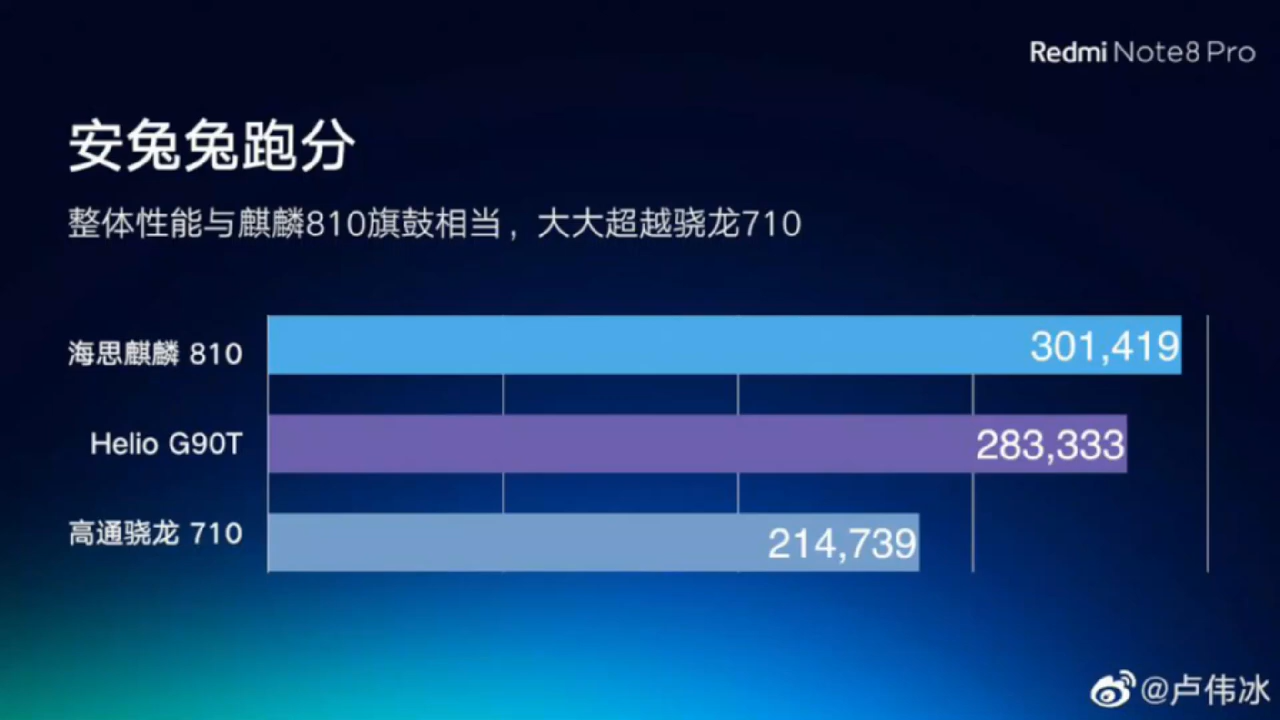 Redmi Note8 Pro
安兔兔跑分
整体性能与麒麟810旗鼓相当，大大超越骁龙710
海思麒麟 810
301,419
Helio G90T
283,333
高通骁龙 710
214,739
@卢伟冰